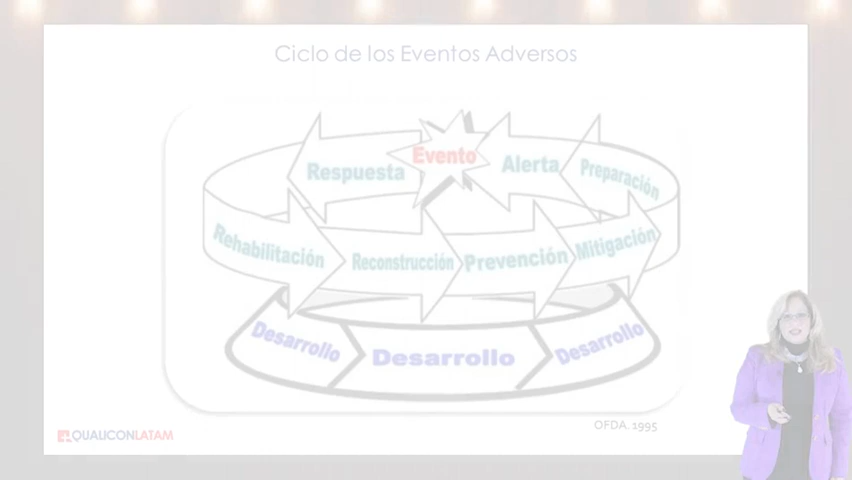 Ciclo de los Eventos Adversos
Respuesta
Evento
Alerta
Preparación
Rehabilitación
Reconstrucción
Prevención
Mitigación
Desarrollo
Desarrollo
Desarrollo
OFDA. 1995
QUALICONLATAM